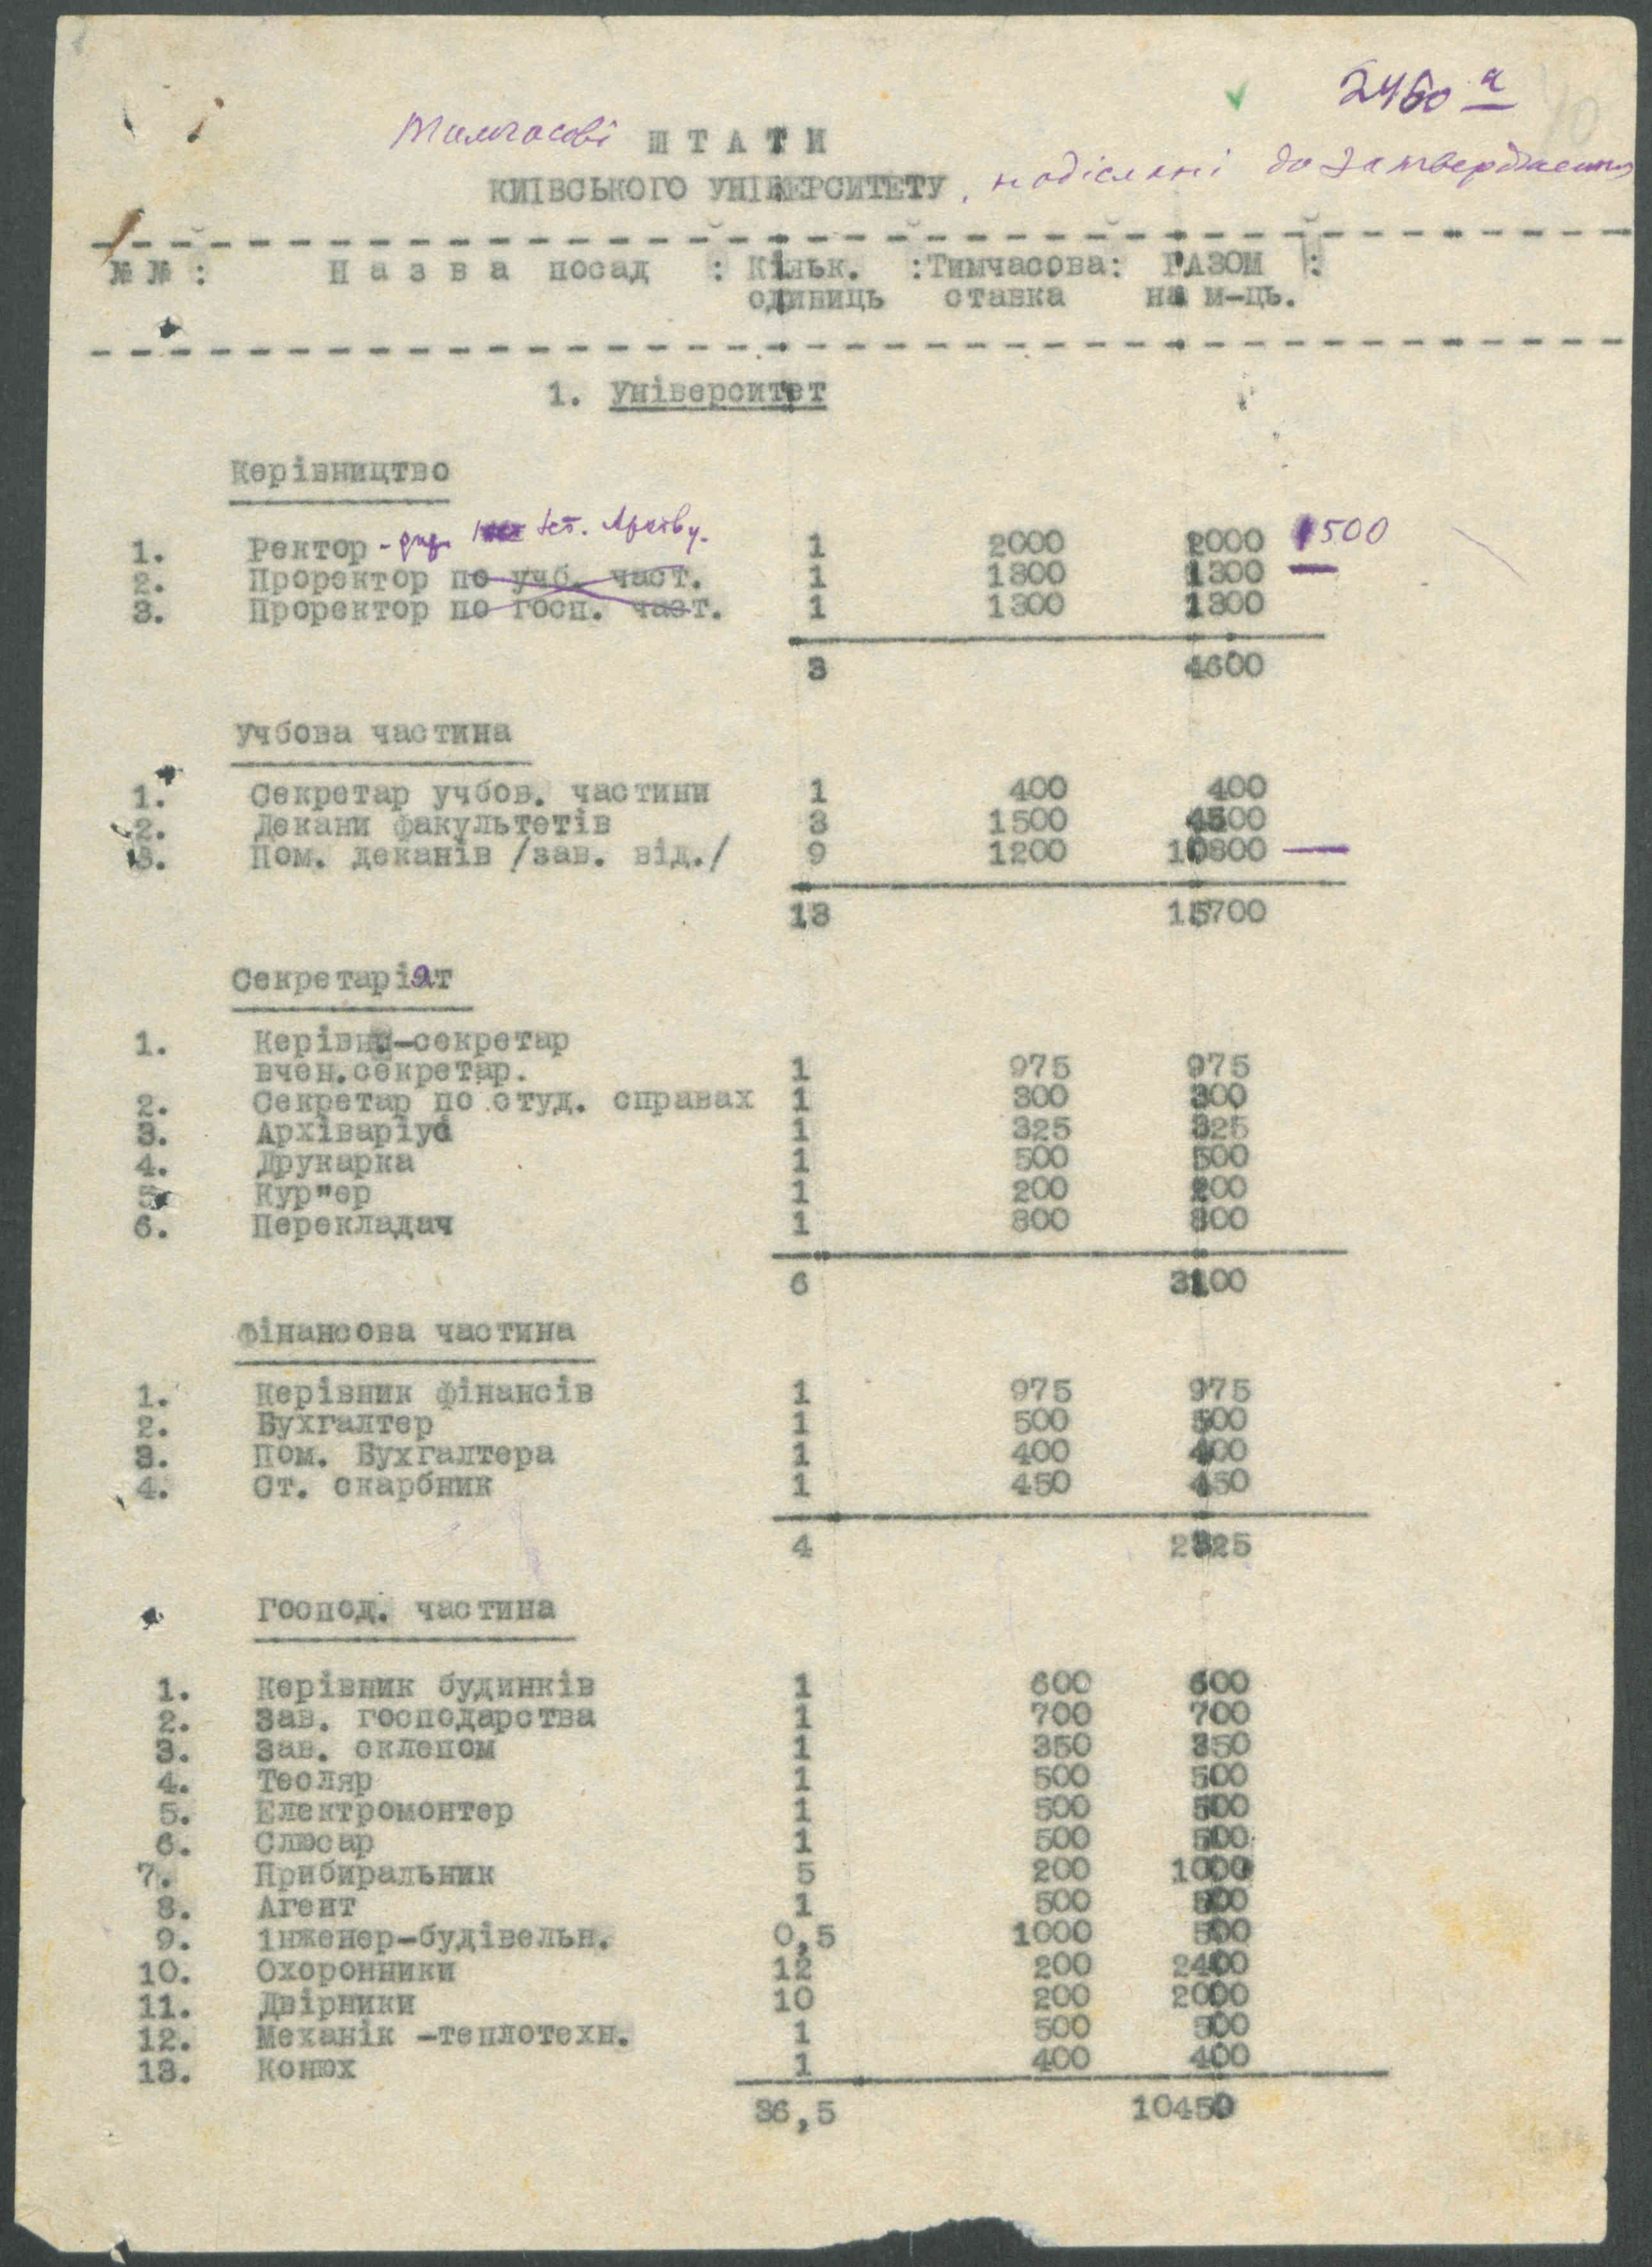 2460 а
Тимчасові ШТАТИ
КИІВСЬКОГО УНІВЕРСИТЕТУ, надіслані до затвердження
№№ : Назва посад : Кільк. :Тимчасова: РАЗОМ :
одиниць ставка на м-ць.
1. Університет
Керівництво
1. Ректор - Іст. Архіву. 1 2000 2000 1500
2. Проректор по учб. част. 1 1300 1300 —
3. Проректор по госп. част. 1 1300 1300
3 4600
Учбова частина
1. Секретар учбов. частини 1 400 400
2. Декани факультетів 3 1500 4500
3. Пом. деканів /зав. від./ 9 1200 10800 —
13 15700
Секретаріат
1. Керівн-секретар
вчен.секретар. 1 975 975
2. Секретар по студ. справах 1 300 300
3. Архіваріус 1 325 325
4. Друкарка 1 500 500
5. Кур"ер 1 200 200
6. Перекладач 1 800 800
6 3100
Фінансова частина
1. Керівник фінансів 1 975 975
2. Бухгалтер 1 500 500
3. Пом. Бухгалтера 1 400 400
4. Ст. скарбник 1 450 450
4 2325
Господ. частина
1. Керівник будинків 1 600 600
2. Зав. господарства 1 700 700
3. Зав. склепом 1 350 350
4. Тесляр 1 500 500
5. Електромонтер 1 500 500
6. Слюсар 1 500 500
7. Прибиральник 5 200 1000
8. Агент 1 500 500
9. інженер-будівельн. 0,5 1000 500
10. Охоронники 12 200 2400
11. Двірники 10 200 2000
12. Механік -теплотехн. 1 500 500
13. Конюх 1 400 400
36,5 10450